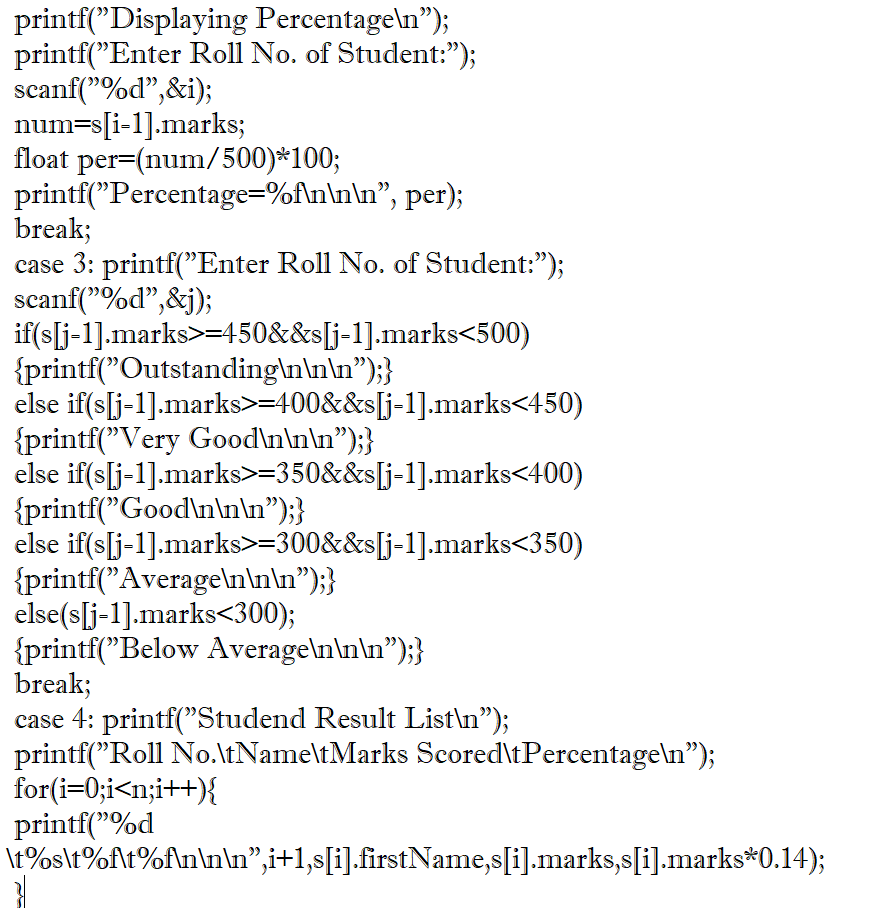 printf(”Displaying Percentage\n”);
printf(”Enter Roll No. of Student:”);
scanf(”%d”,&i);
num=s[i-1].marks;
float per=(num/500)*100;
printf(”Percentage=%f\n\n\n”, per);
break;
case 3: printf(”Enter Roll No. of Student:”);
scanf(”%d”,&j);
if(s[j-1].marks>=450&&s[j-1].marks<500)
{printf(”Outstanding\n\n\n”);}
else if(s[j-1].marks>=400&&s[j-1].marks<450)
{printf(”Very Good\n\n\n”);}
else if(s[j-1].marks>=350&&s[j-1].marks<400)
{printf(”Good\n\n\n”);}
else if(s[j-1].marks>=300&&s[j-1].marks<350)
{printf(”Average\n\n\n”);}
else(s[j-1].marks<300);
{printf(”Below Average\n\n\n”);}
break;
case 4: printf(”Studend Result List\n”);
printf(”Roll No.\tName\tMarks Scored\tPercentage\n”);
for(i=0;i<n;i++){
printf(”%d
\t%s\t%f\t%f\n\n\n”,i+1,s[i].firstName,s[i].marks,s[i].marks*0.14);
}